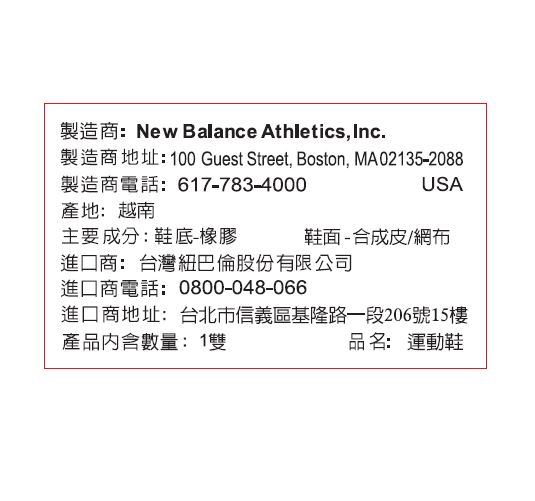 製造商: New Balance Athletics,Inc.
製造商地址:100 Guest Street, Boston, MA02135-2088
製造商電話: 617-783-4000 USA
產地: 越南
主要成分:鞋底-橡膠 鞋面-合成皮/網布
進口商: 台灣紐巴倫股份有限公司
進口商電話: 0800-048-066
進口商地址: 台北市信義區基隆路一段206號15樓
產品內含數量: 1雙 品名: 運動鞋